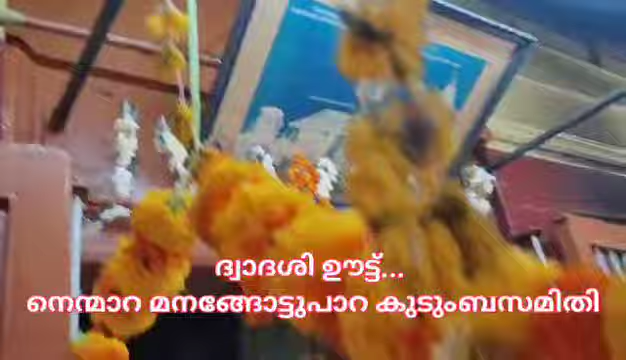 ദ്വാദശി ഊട്ട്...
നെന്മാറ മനങ്ങോട്ടുപാറ കുടുംബസമിതി